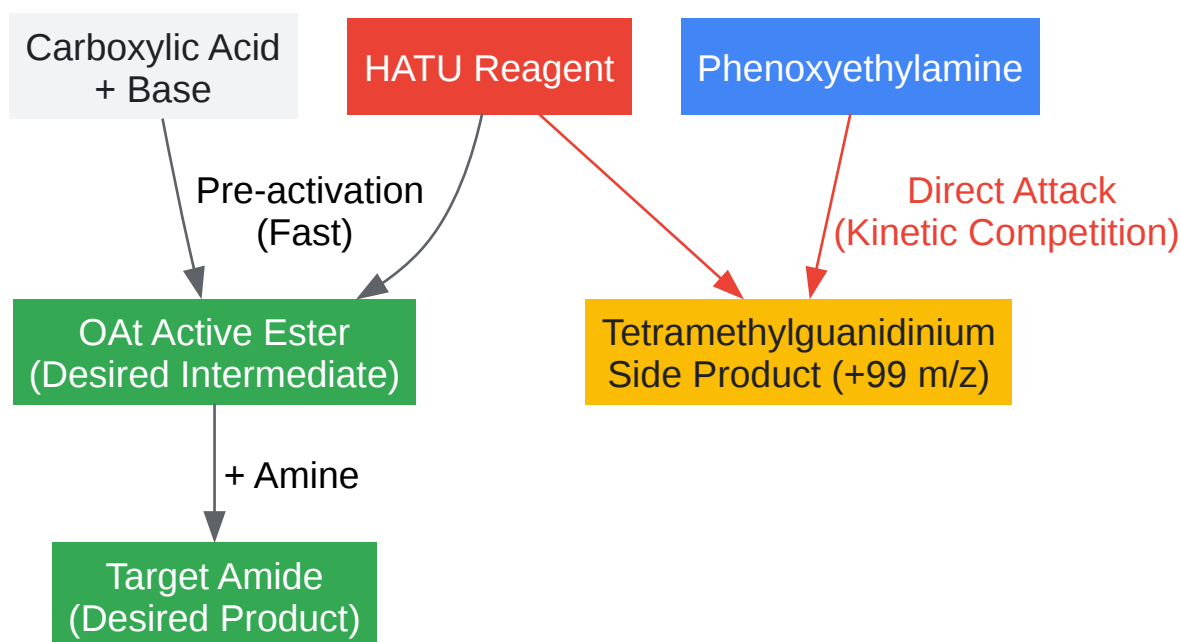 Carboxylic Acid
+ Base
HATU Reagent
Phenoxyethylamine
Pre-activation
(Fast)
Direct Attack
(Kinetic Competition)
OAt Active Ester
(Desired Intermediate)
Tetramethylguanidinium
Side Product (+99 m/z)
+ Amine
Target Amide
(Desired Product)